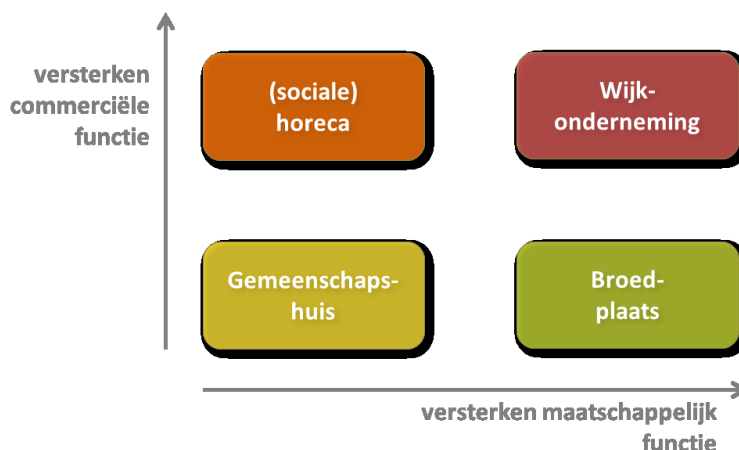 versterken
commerciële
functie
(sociale)
horeca
Wijk-
onderneming
Gemeenschaps-
huis
Broed-
plaats
versterken maatschappelijk
functie